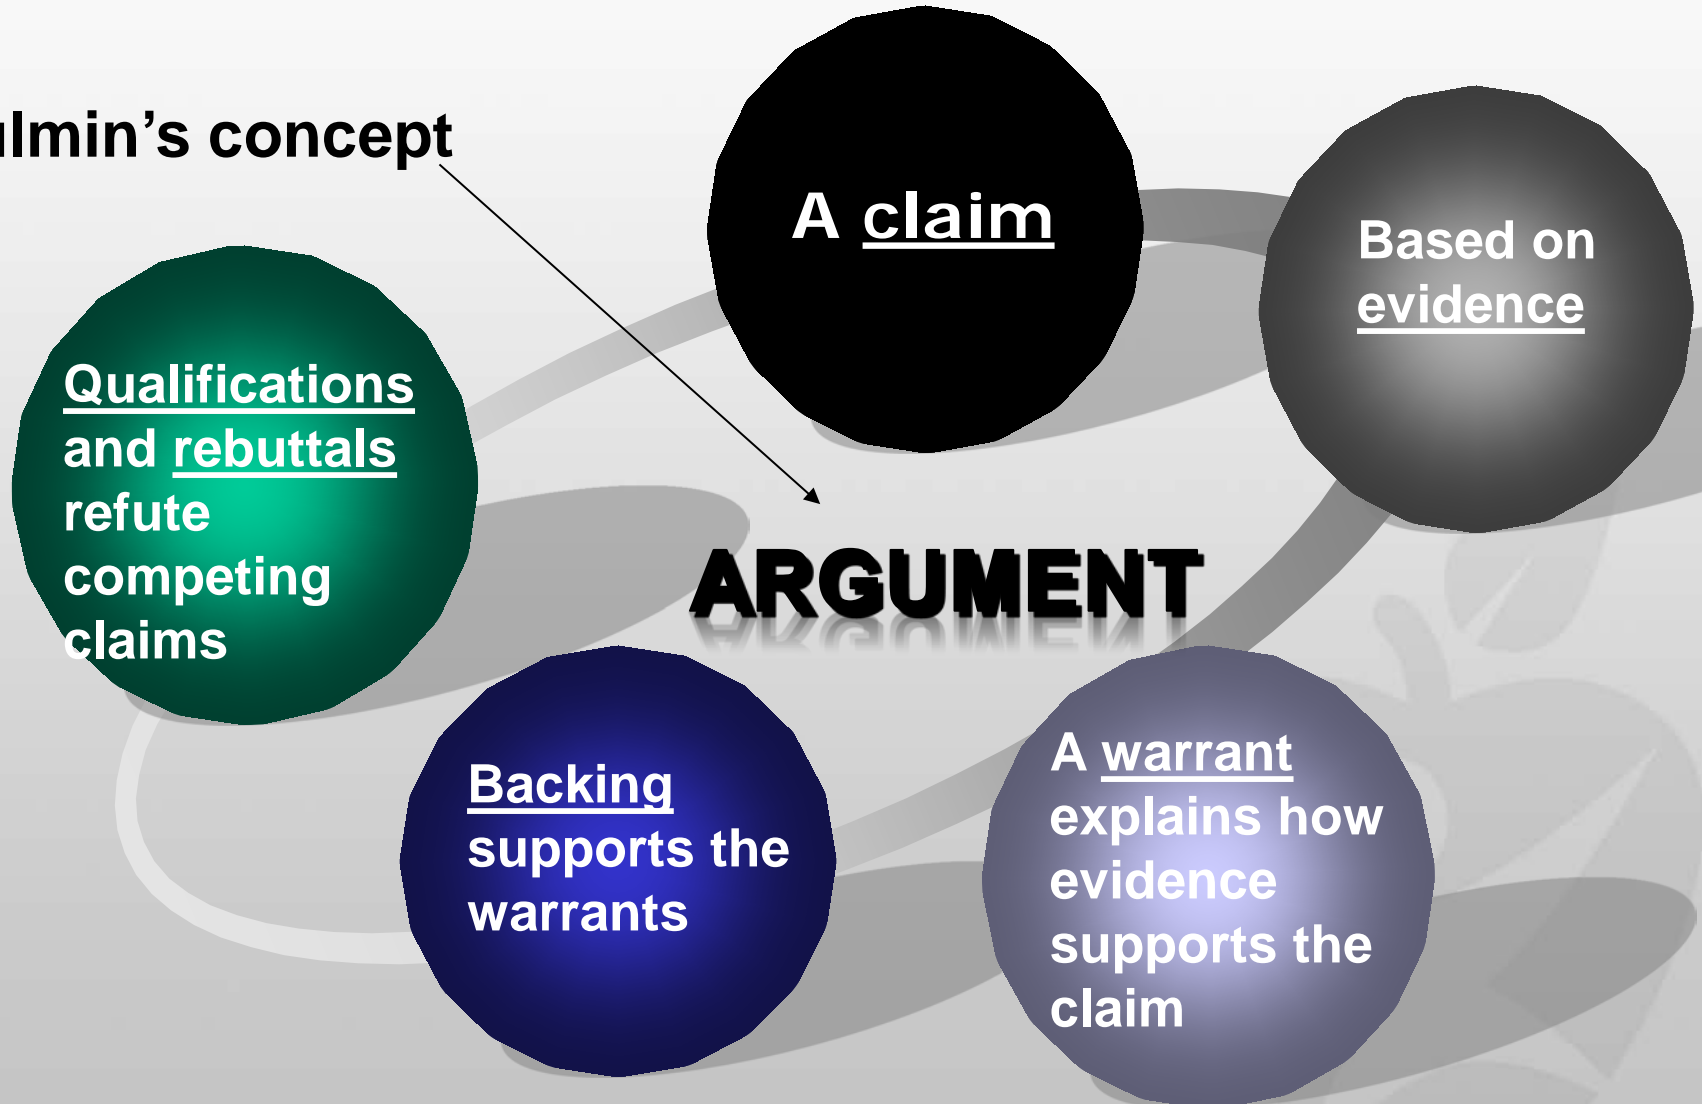 ulmin’s concept
A claim
Based on
evidence
Qualifications
and rebuttals
refute
competing
claims
ARGUMENT
Backing
supports the
warrants
A warrant
explains how
evidence
supports the
claim